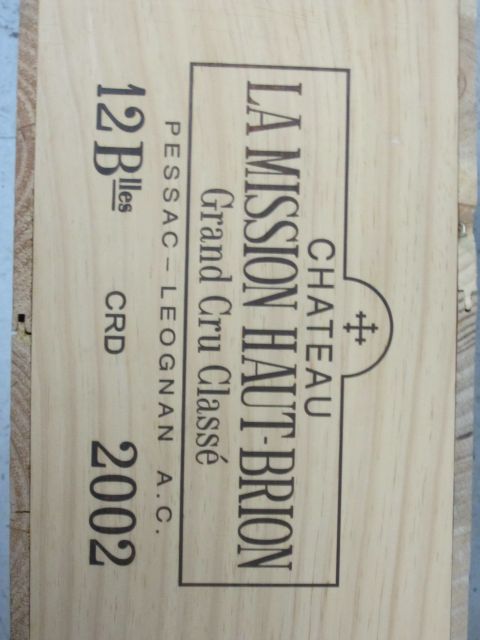 CHATEAU
LA MISSION HAUT-BRION
Grand Cru Classé
PESSAC-LEOGNAN A.C.
12 Blles CRD 2002